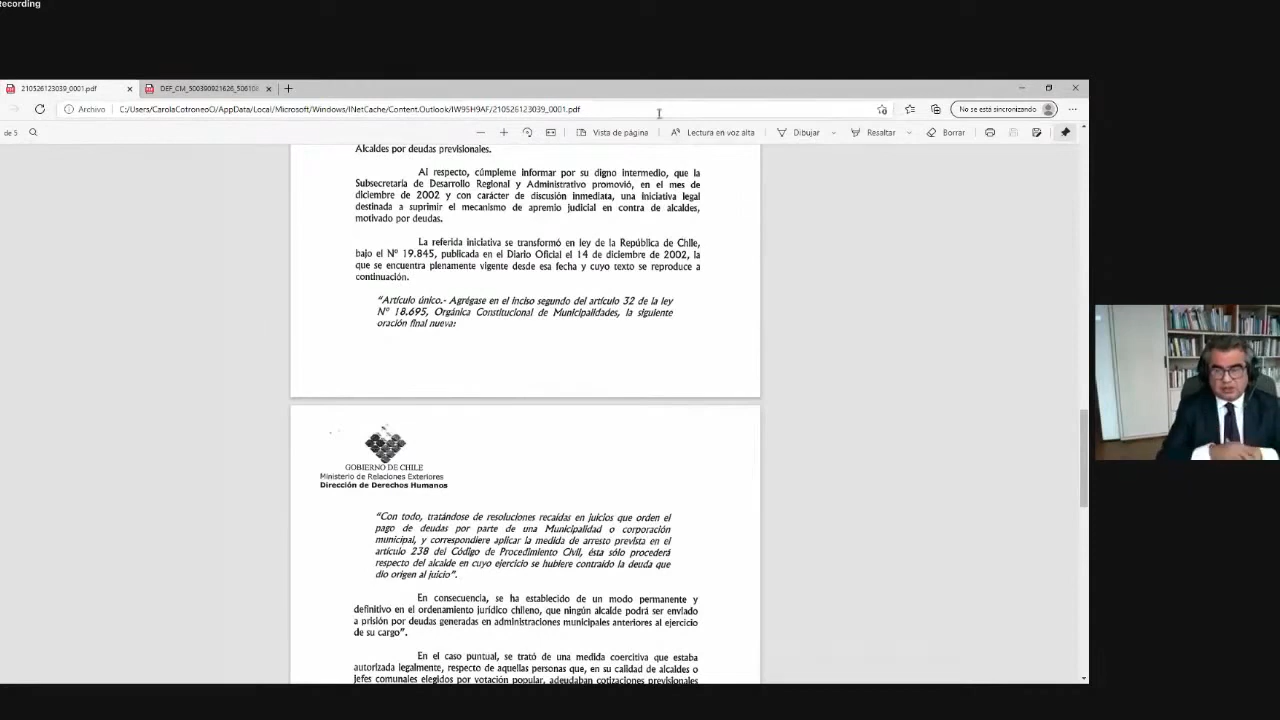 Recording
210526123039_0001.pdf
DEF_CM_500390921626_50610
Archivo
C:/Users/CarolaCotroneoO/AppData/Local/Microsoft/Windows/INetCache/Content.Outlook/IW95H9AF/210526123039_0001.pdf
No se está sincronizando
de 5
Vista de página
Lectura en voz alta
Dibujar
Resaltar
Borrar
Alcaldes por deudas previsionales.
Al respecto, cúmpleme informar por su digno intermedio, que la
Subsecretaría de Desarrollo Regional y Administrativo promovió, en el mes de
diciembre de 2002 y con carácter de discusión inmediata, una iniciativa legal
destinada a suprimir el mecanismo de apremio judicial en contra de alcaldes,
motivado por deudas.
La referida iniciativa se transformó en ley de la República de Chile,
bajo el Nº 19.845, publicada en el Diario Oficial el 14 de diciembre de 2002, la
que se encuentra plenamente vigente desde esa fecha y cuyo texto se reproduce a
continuación.
"Artículo único.- Agrégase en el inciso segundo del artículo 32 de la ley
Nº 18.695, Orgánica Constitucional de Municipalidades, la siguiente
oración final nueva:
GOBIERNO DE CHILE
Ministerio de Relaciones Exteriores
Dirección de Derechos Humanos
"Con todo, tratándose de resoluciones recaídas en juicios que orden el
pago de deudas por parte de una Municipalidad o corporación
municipal, y correspondiere aplicar la medida de arresto prevista en el
artículo 238 del Código de Procedimiento Civil, ésta sólo procederá
respecto del alcalde en cuyo ejercicio se hubiere contraído la deuda que
dio origen al juicio".
En consecuencia, se ha establecido de un modo permanente y
definitivo en el ordenamiento jurídico chileno, que ningún alcalde podrá ser enviado
a prisión por deudas generadas en administraciones municipales anteriores al ejercicio
de su cargo".
En el caso puntual, se trató de una medida coercitiva que estaba
autorizada legalmente, respecto de aquellas personas que, en su calidad de alcaldes o
jefes comunales elegidos por votación popular, adeudaban cotizaciones previsionales